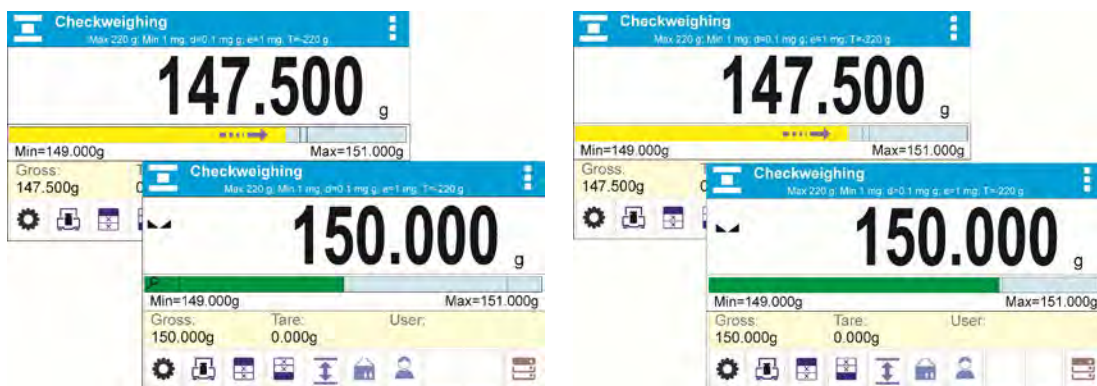 Checkweighing
Max 220 g; Min 1 mg; d=0.1 mg g; e=1 mg; T=-220 g
147.500 g
Min=149.000g Max=151.000g
Gross:
147.500g
Checkweighing
Max 220 g; Min 1 mg; d=0.1 mg g; e=1 mg; T=-220 g
150.000 g
Min=149.000g Max=151.000g
Gross: Tare: User:
150.000g 0.000g
Checkweighing
Max 220 g; Min 1 mg; d=0.1 mg g; e=1 mg; T=-220 g
147.500 g
Min=149.000g Max=151.000g
Gross:
147.500g
Checkweighing
Max 220 g; Min 1 mg; d=0.1 mg g; e=1 mg; T=-220 g
150.000 g
Min=149.000g Max=151.000g
Gross: Tare: User:
150.000g 0.000g